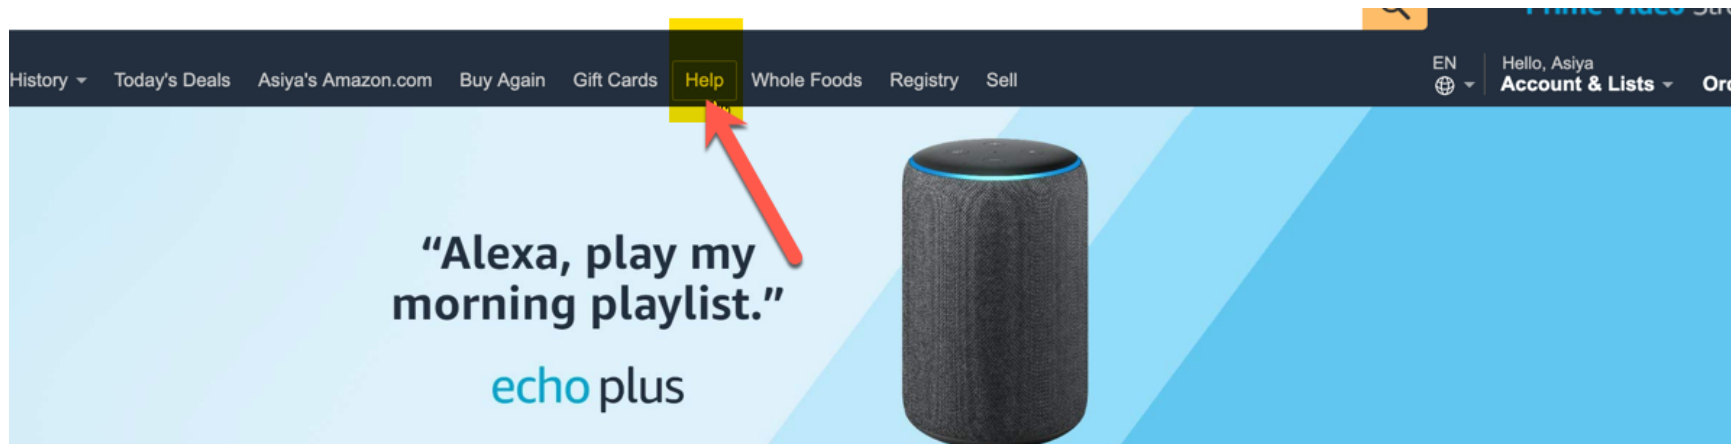 History Today's Deals Asiya's Amazon.com Buy Again Gift Cards Help Whole Foods Registry Sell
EN
Hello, Asiya
Account & Lists
“Alexa, play my
morning playlist.”
echo plus